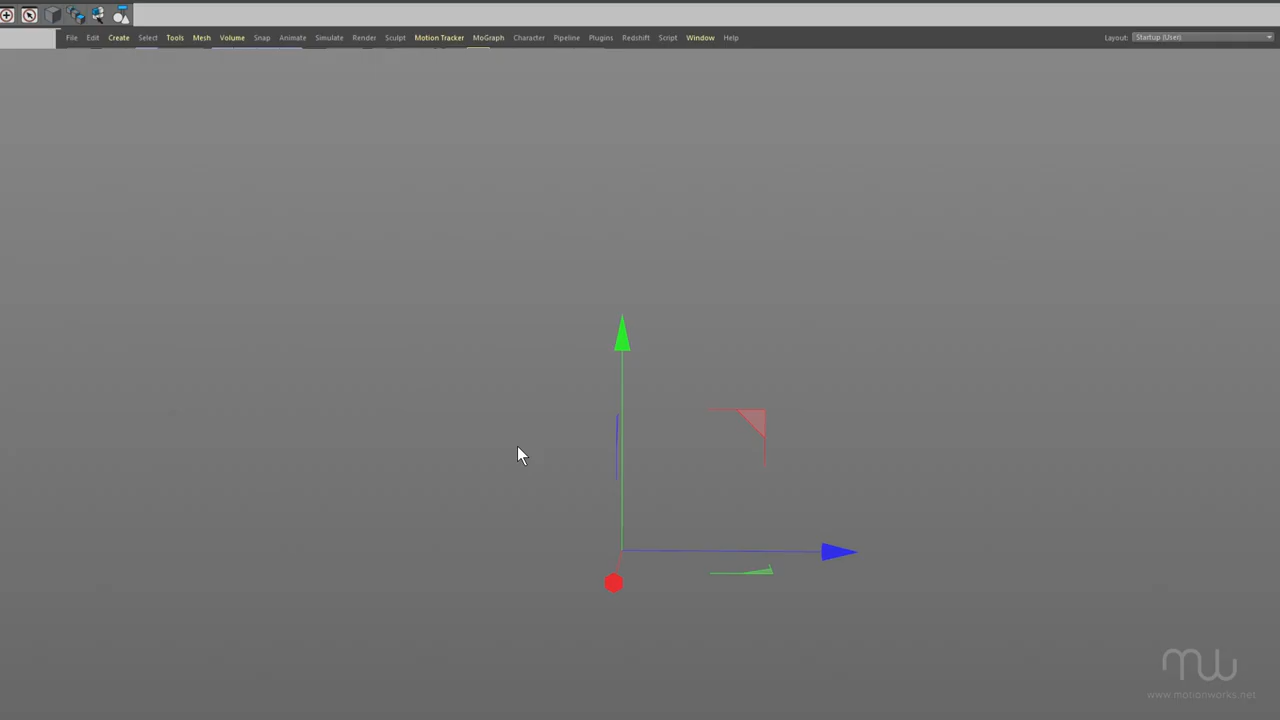 File Edit Create Select Tools Mesh Volume Snap Animate Simulate Render Sculpt Motion Tracker MoGraph Character Pipeline Plugins Redshift Script Window Help Layout: Startup (User)
mw
www.motionworks.net